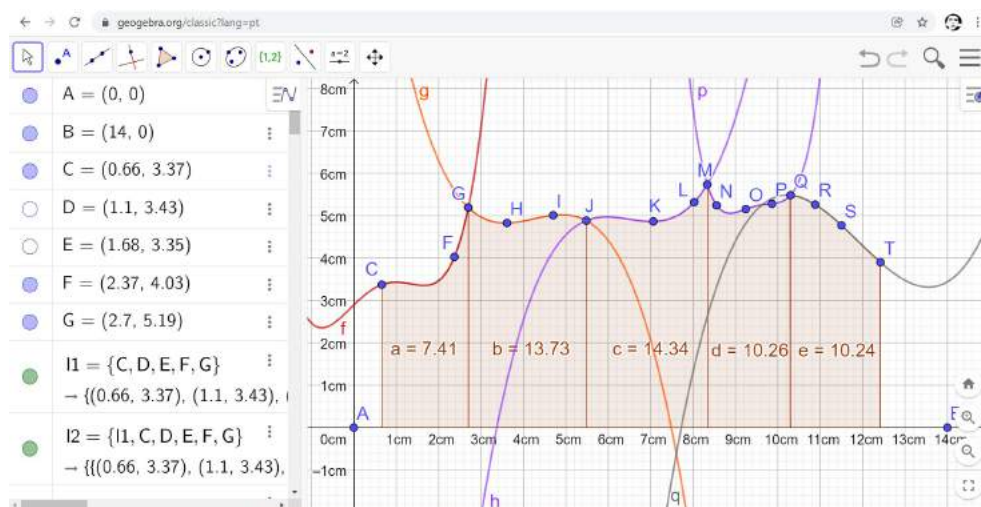 geogebra.org/classic?lang=pt
A
{1,2}
a=2
A = (0, 0)
B = (14, 0)
C = (0.66, 3.37)
D = (1.1, 3.43)
E = (1.68, 3.35)
F = (2.37, 4.03)
G = (2.7, 5.19)
l1 = {C, D, E, F, G}
→ {(0.66, 3.37), (1.1, 3.43), (
l2 = {l1, C, D, E, F, G}
→ {{(0.66, 3.37), (1.1, 3.43),
8cm
7cm
6cm
5cm
4cm
3cm
2cm
1cm
−1cm
g
p
G
H
I
J
K
L
M
N
O
P
Q
R
S
T
F
C
f
a = 7.41
b = 13.73
c = 14.34
d = 10.26
e = 10.24
A
0cm
1cm
2cm
3cm
4cm
5cm
6cm
7cm
8cm
9cm
10cm
11cm
12cm
13cm
14cm
h
q